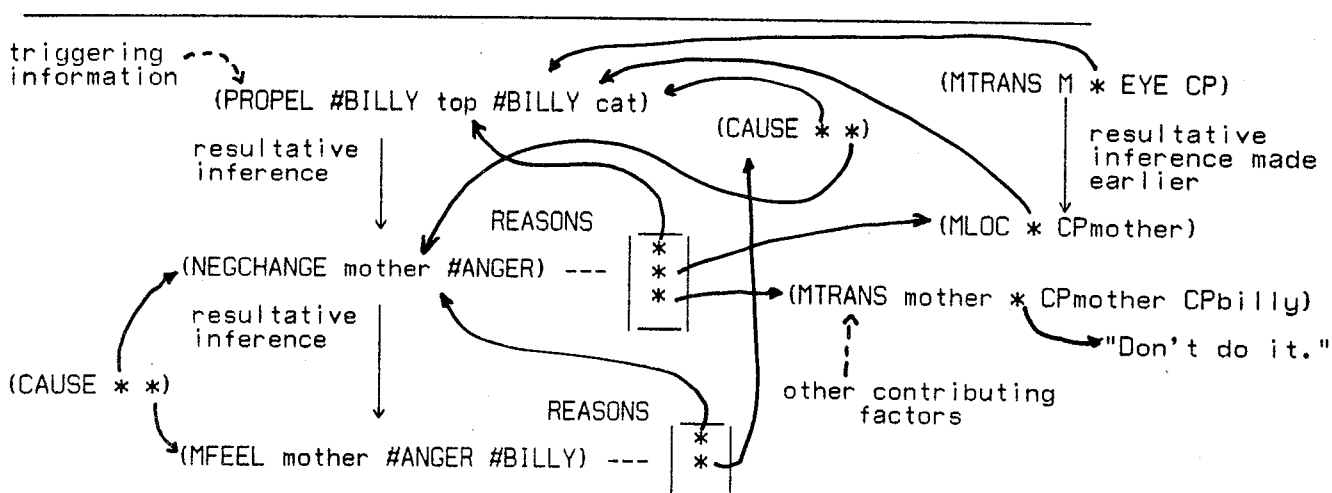 triggering
information
(PROPEL #BILLY top #BILLY cat)
(MTRANS M * EYE CP)
(CAUSE * *)
resultative
inference
resultative
inference made
earlier
REASONS
(MLOC * CPmother)
(NEGCHANGE mother #ANGER) ---
*
*
*
(MTRANS mother * CPmother CPbilly)
resultative
inference
"Don't do it."
(CAUSE * *)
other contributing
factors
REASONS
(MFEEL mother #ANGER #BILLY) ---
*
*